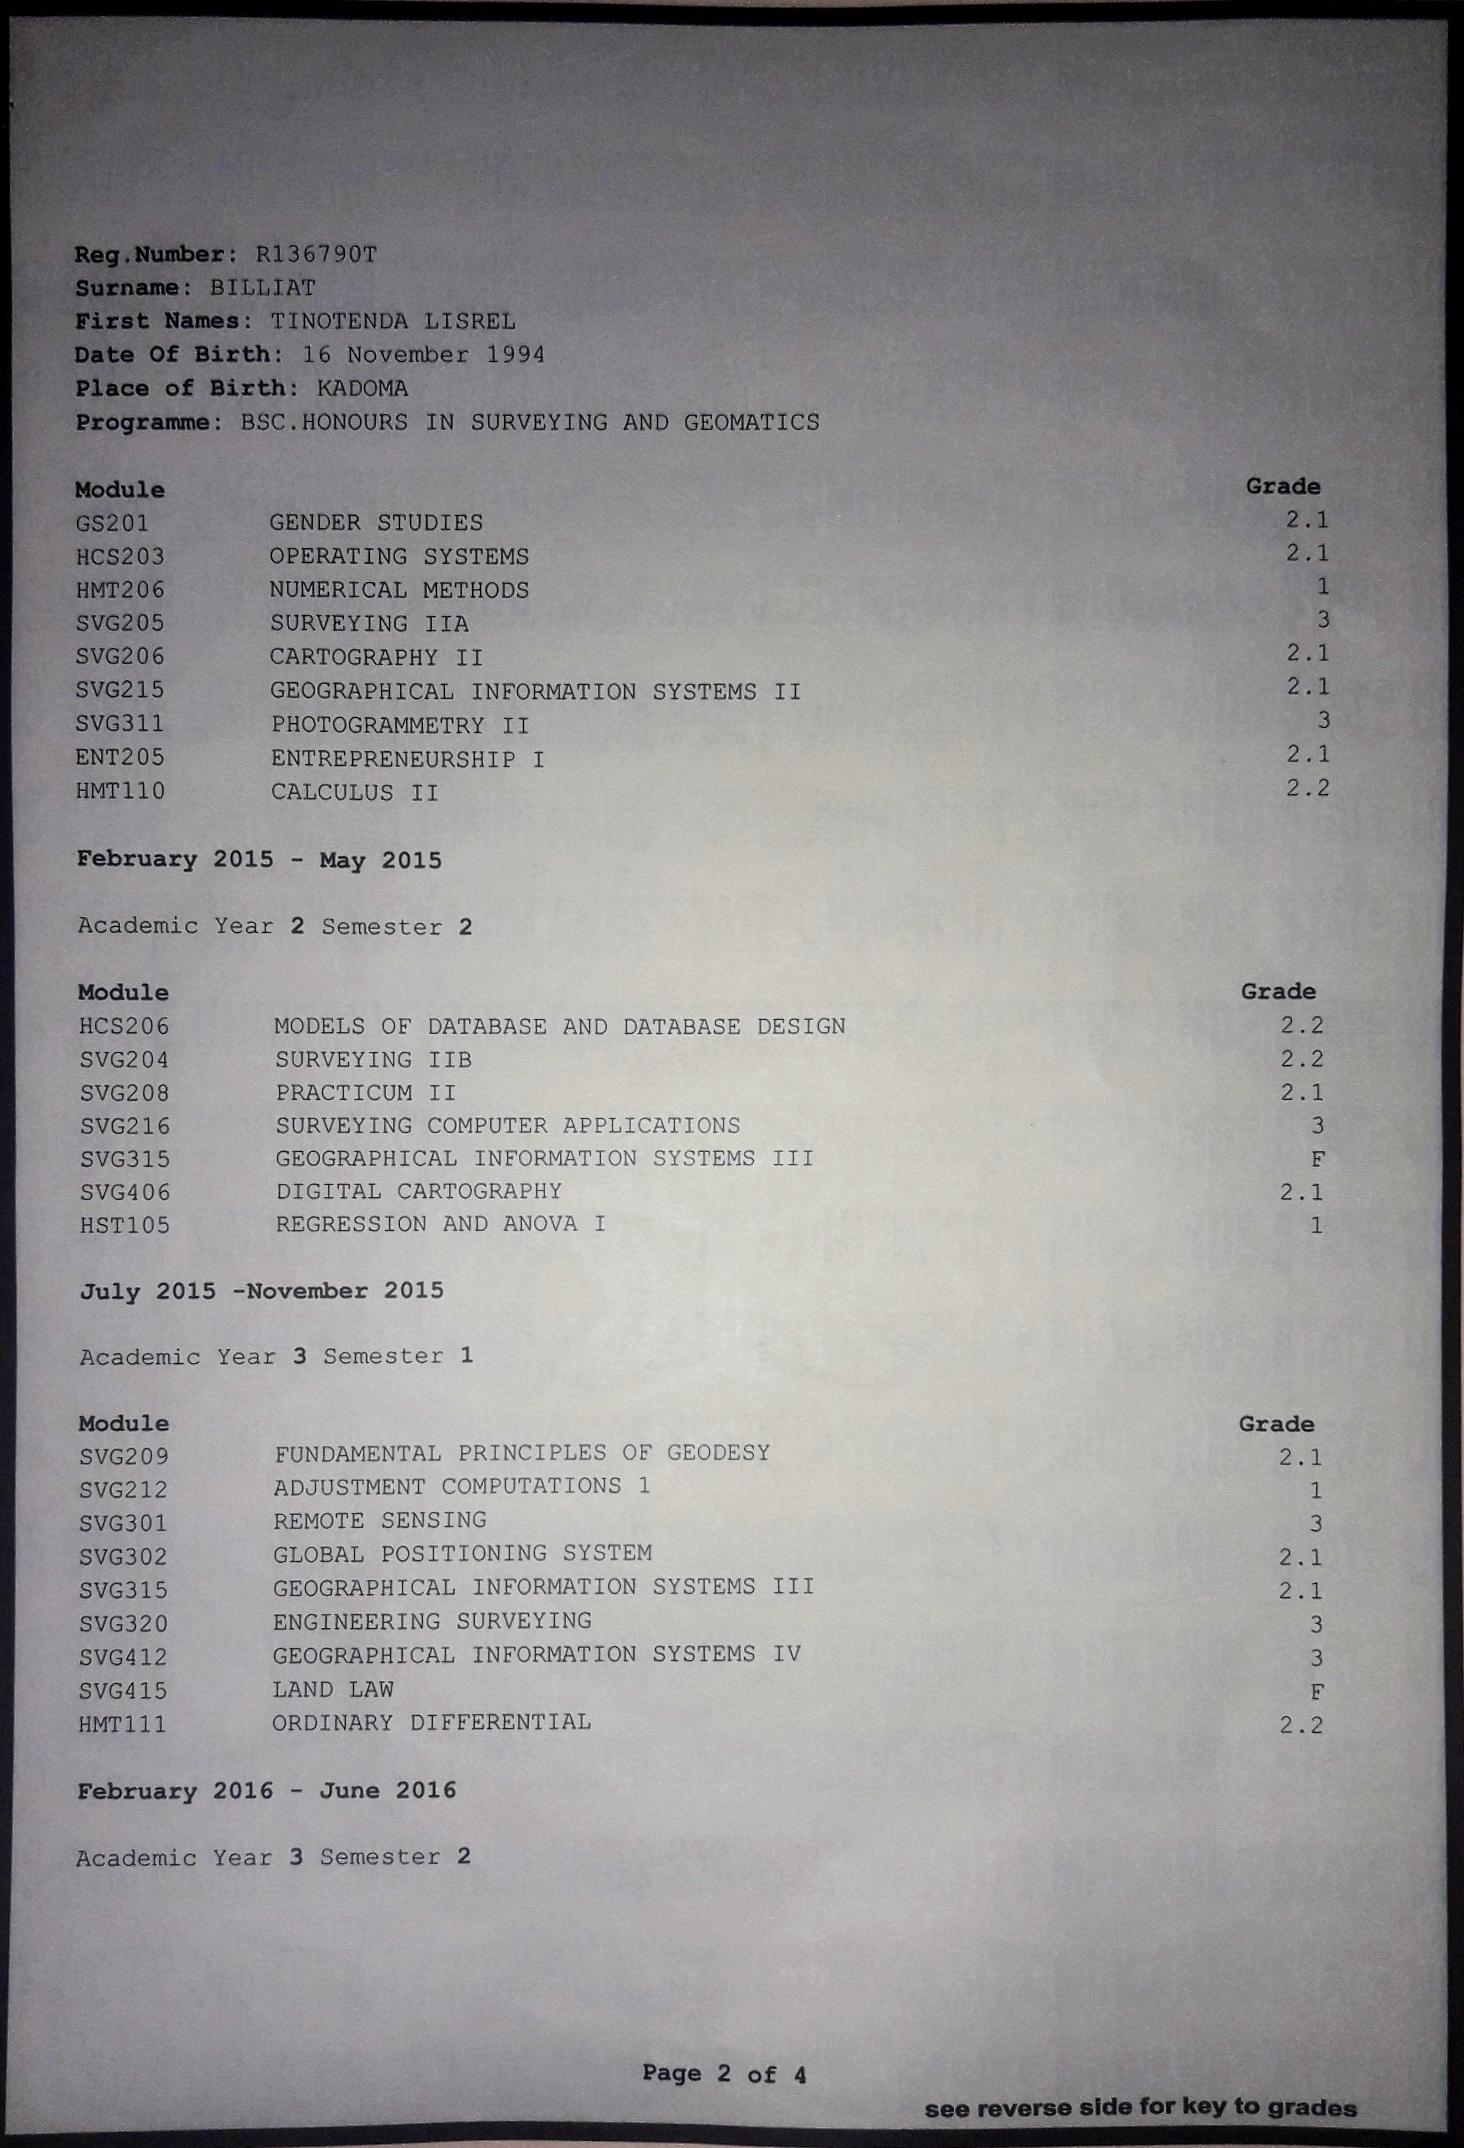 Reg.Number: R136790T
Surname: BILLIAT
First Names: TINOTENDA LISREL
Date Of Birth: 16 November 1994
Place of Birth: KADOMA
Programme: BSC.HONOURS IN SURVEYING AND GEOMATICS
Module Grade
GS201 GENDER STUDIES 2.1
HCS203 OPERATING SYSTEMS 2.1
HMT206 NUMERICAL METHODS 1
SVG205 SURVEYING IIA 3
SVG206 CARTOGRAPHY II 2.1
SVG215 GEOGRAPHICAL INFORMATION SYSTEMS II 2.1
SVG311 PHOTOGRAMMETRY II 3
ENT205 ENTREPRENEURSHIP I 2.1
HMT110 CALCULUS II 2.2
February 2015 - May 2015
Academic Year 2 Semester 2
Module Grade
HCS206 MODELS OF DATABASE AND DATABASE DESIGN 2.2
SVG204 SURVEYING IIB 2.2
SVG208 PRACTICUM II 2.1
SVG216 SURVEYING COMPUTER APPLICATIONS 3
SVG315 GEOGRAPHICAL INFORMATION SYSTEMS III F
SVG406 DIGITAL CARTOGRAPHY 2.1
HST105 REGRESSION AND ANOVA I 1
July 2015 -November 2015
Academic Year 3 Semester 1
Module Grade
SVG209 FUNDAMENTAL PRINCIPLES OF GEODESY 2.1
SVG212 ADJUSTMENT COMPUTATIONS 1 1
SVG301 REMOTE SENSING 3
SVG302 GLOBAL POSITIONING SYSTEM 2.1
SVG315 GEOGRAPHICAL INFORMATION SYSTEMS III 2.1
SVG320 ENGINEERING SURVEYING 3
SVG412 GEOGRAPHICAL INFORMATION SYSTEMS IV 3
SVG415 LAND LAW F
HMT111 ORDINARY DIFFERENTIAL 2.2
February 2016 - June 2016
Academic Year 3 Semester 2
Page 2 of 4
see reverse side for key to grades